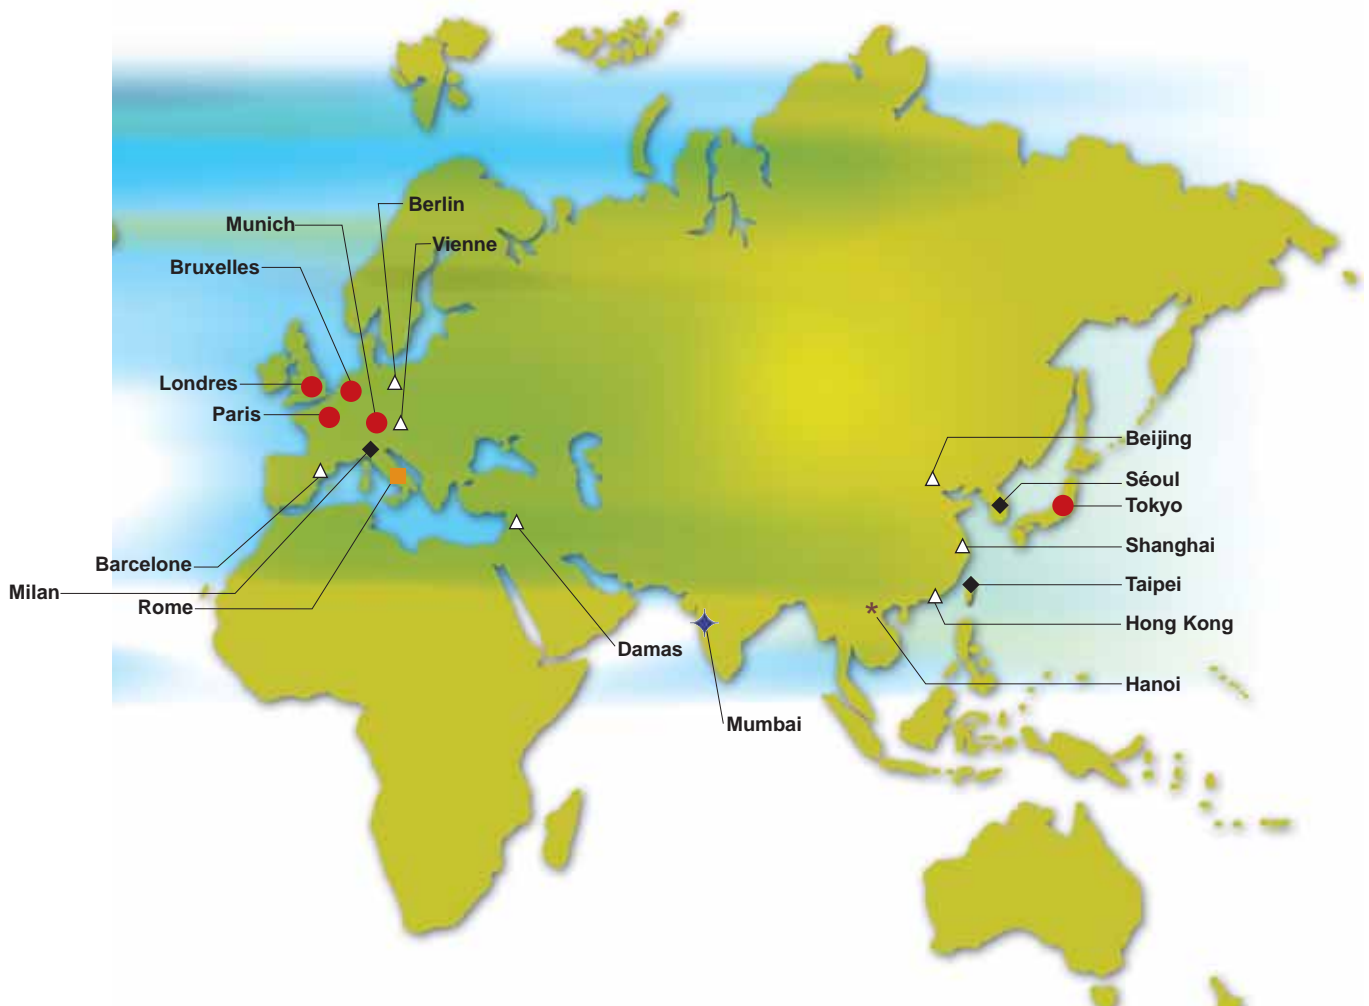 Berlin
Munich
Vienne
Bruxelles
Londres
Paris
Beijing
Séoul
Tokyo
Shanghai
Barcelone
Taipei
Milan
Rome
Hong Kong
Damas
Hanoi
Mumbai